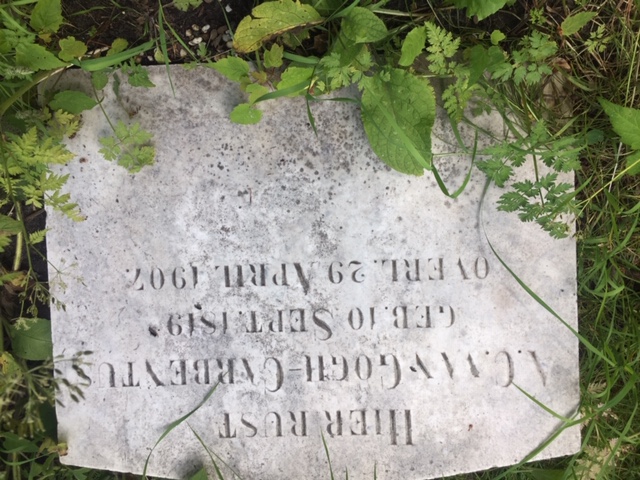 HIER RUST
A.C. VAN GOGH-CARBENTUS
GEB. 10 SEPT. 1819
OVERL. 29 APRIL 1907.